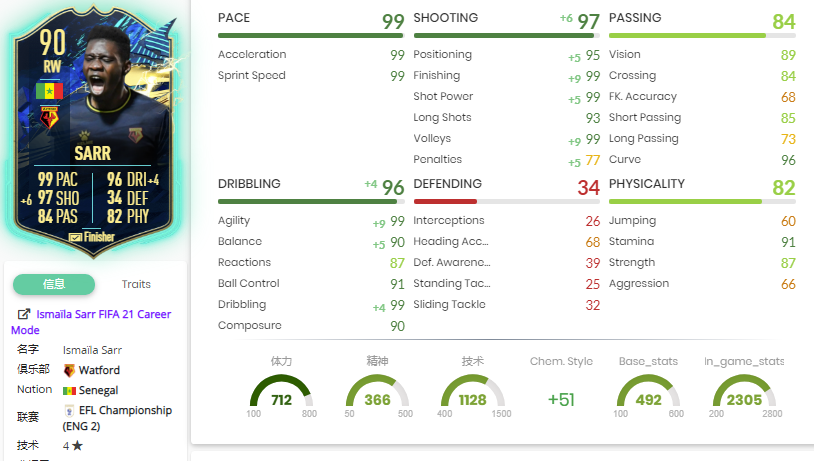 90
RW
SARR
99 PAC
96 DRI+4
+6 97 SHO
34 DEF
84 PAS
82 PHY
Finisher
信息
Traits
Ismaïla Sarr FIFA 21 Career
Mode
名字 Ismaïla Sarr
俱乐部 Watford
Nation Senegal
联赛 EFL Championship
(ENG 2)
技术 4 ★
PACE 99
Acceleration 99
Sprint Speed 99
SHOOTING +6 97
Positioning +5 95
Finishing +9 99
Shot Power +5 99
Long Shots 93
Volleys +9 99
Penalties +5 77
PASSING 84
Vision 89
Crossing 84
FK. Accuracy 68
Short Passing 85
Long Passing 73
Curve 96
DRIBBLING +4 96
Agility +9 99
Balance +5 90
Reactions 87
Ball Control 91
Dribbling +4 99
Composure 90
DEFENDING 34
Interceptions 26
Heading Acc... 68
Def. Awarene... 39
Standing Tac... 25
Sliding Tackle 32
PHYSICALITY 82
Jumping 60
Stamina 91
Strength 87
Aggression 66
体力
712
100 800
精神
366
50 500
技术
1128
400 1500
Chem. Style
+51
Base_stats
492
100 600
In_game_stats
2305
200 2800